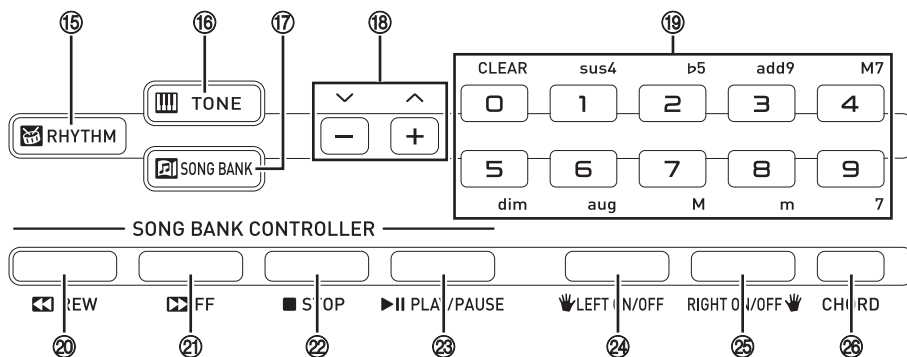 ⑮ ⑯ ⑰ ⑱ ⑲
CLEAR sus4 ♭5 add9 M7
TONE
0 1 2 3 4
RHYTHM
− +
SONG BANK
5 6 7 8 9
dim aug M m 7
SONG BANK CONTROLLER
REW FF STOP PLAY/PAUSE LEFT ON/OFF RIGHT ON/OFF CHORD
⑳ ㉑ ㉒ ㉓ ㉔ ㉕ ㉖